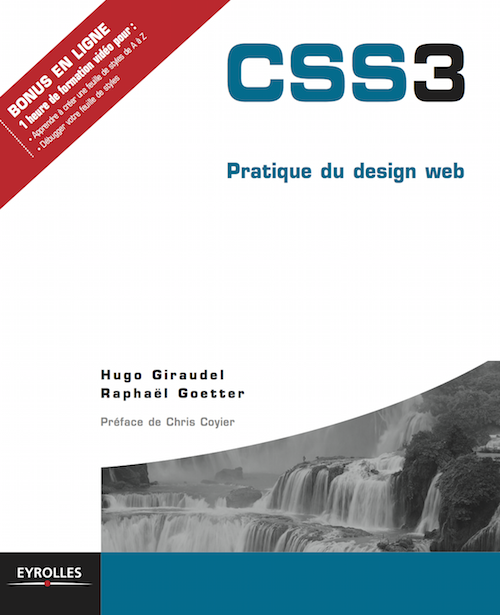 BONUS EN LIGNE
1 heure de formation vidéo pour :
• Apprendre à créer une feuille de styles de A à Z
• Débugger votre feuille de styles
CSS3
Pratique du design web
Hugo Giraudel
Raphaël Goetter
Préface de Chris Coyier
EYROLLES